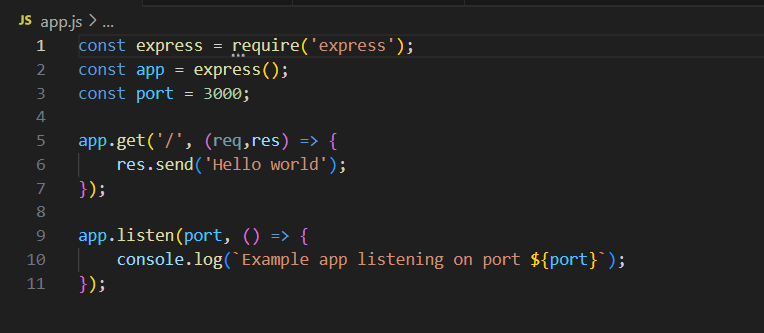 JS app.js > ...
1 const express = require('express');
2 const app = express();
3 const port = 3000;
4
5 app.get('/', (req,res) => {
6     res.send('Hello world');
7 });
8
9 app.listen(port, () => {
10     console.log(`Example app listening on port ${port}`);
11 });